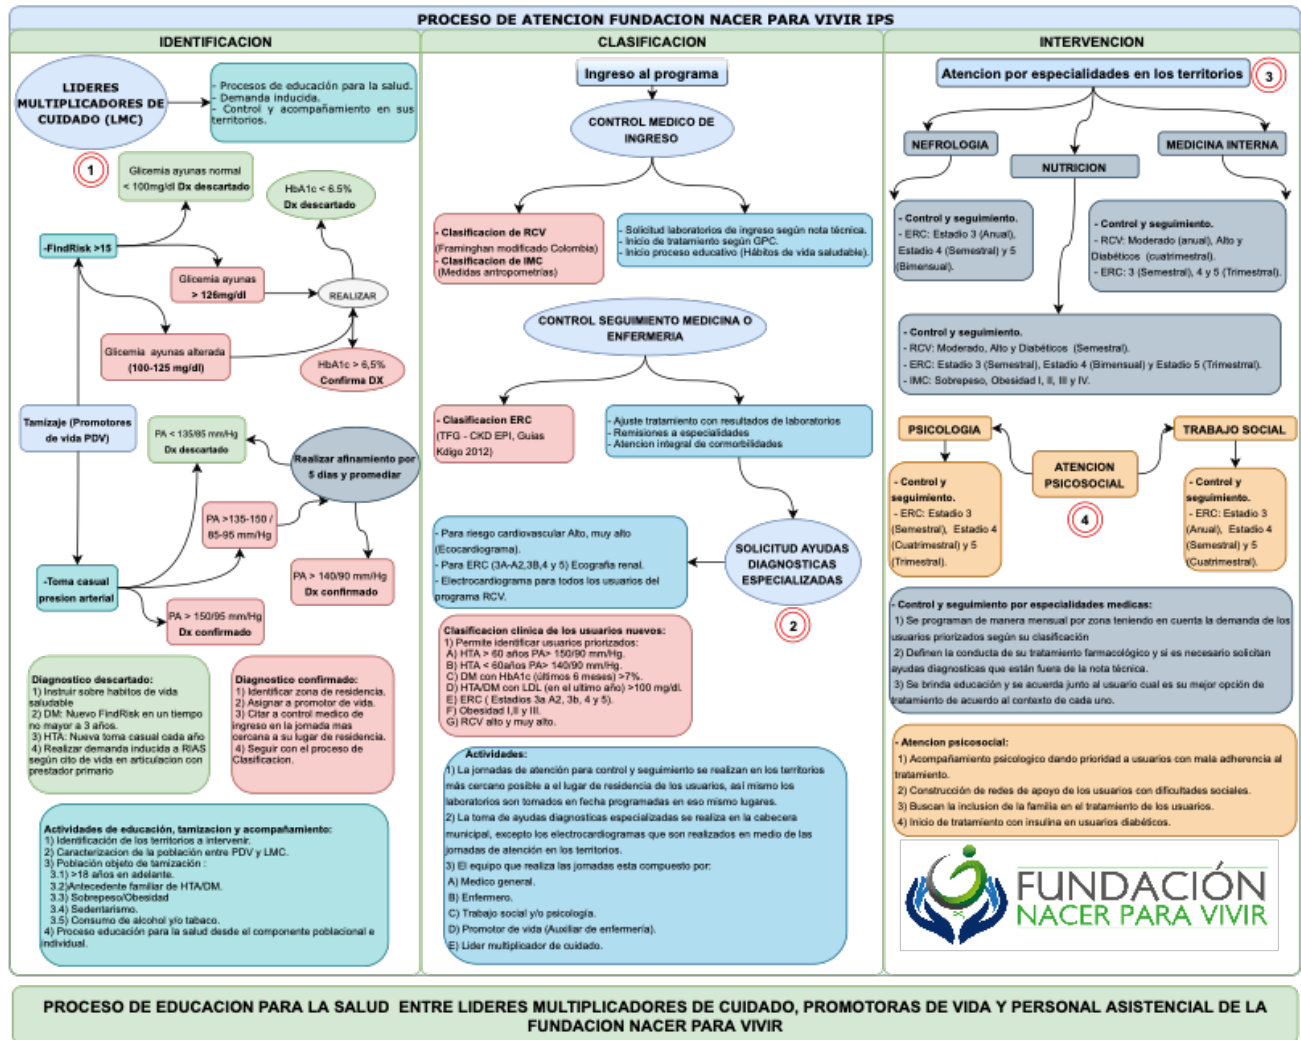 PROCESO DE ATENCION FUNDACION NACER PARA VIVIR IPS
IDENTIFICACION
LIDERES
MULTIPLICADORES DE
CUIDADO (LMC)
- Procesos de educación para la salud.
- Demanda inducida.
- Control y acompañamiento en sus
territorios.
1
Glicemia ayunas normal
< 100mg/dl Dx descartado
HbA1c < 6.5%
Dx descartado
-FindRisk >15
Glicemia ayunas
> 126mg/dl
REALIZAR
Glicemia ayunas alterada
(100-125 mg/dl)
HbA1c > 6,5%
Confirma DX
Tamizaje (Promotores
de vida PDV)
PA < 135/85 mm/Hg
Dx descartado
Realizar afinamiento por
5 dias y promediar
PA >135-150 /
85-95 mm/Hg
-Toma casual
presion arterial
PA > 140/90 mm/Hg
Dx confirmado
PA > 150/95 mm/Hg
Dx confirmado
Diagnostico descartado:
1) Instruir sobre habitos de vida
saludable
2) DM: Nuevo FindRisk en un tiempo
no mayor a 3 años.
3) HTA: Nueva toma casual cada año
4) Realizar demanda inducida a RIAS
según cito de vida en articulacion con
prestador primario
Diagnostico confirmado:
1) Identificar zona de residencia.
2) Asignar a promotor de vida.
3) Citar a control medico de
ingreso en la jornada mas
cercana a su lugar de residencia.
4) Seguir con el proceso de
Clasificacion.
Actividades de educación, tamizacion y acompañamiento:
1) Identificación de los territorios a intervenir.
2) Caracterizacion de la población entre PDV y LMC.
3) Población objeto de tamización :
3.1) >18 años en adelante.
3.2)Antecedente familiar de HTA/DM.
3.3) Sobrepeso/Obesidad
3.4) Sedentarismo.
3.5) Consumo de alcohol y/o tabaco.
4) Proceso educación para la salud desde el componente poblacional e
individual.
CLASIFICACION
Ingreso al programa
CONTROL MEDICO DE
INGRESO
- Clasificacion de RCV
(Framinghan modificado Colombia)
- Clasificacion de IMC
(Medidas antropometrías)
- Solicitud laboratorios de ingreso según nota técnica.
- Inicio de tratamiento según GPC.
- Inicio proceso educativo (Hábitos de vida saludable).
CONTROL SEGUIMIENTO MEDICINA O
ENFERMERIA
- Clasificacion ERC
(TFG - CKD EPI, Guias
Kdigo 2012)
- Ajuste tratamiento con resultados de laboratorios
- Remisiones a especialidades
- Atencion integral de cormorbilidades
- Para riesgo cardiovascular Alto, muy alto
(Ecocardiograma).
- Para ERC (3A-A2,3B,4 y 5) Ecografía renal.
- Electrocardiograma para todos los usuarios del
programa RCV.
SOLICITUD AYUDAS
DIAGNOSTICAS
ESPECIALIZADAS
2
Clasificacion clinica de los usuarios nuevos:
1) Permite identificar usuarios priorizados:
A) HTA > 60 años PA> 150/90 mm/Hg.
B) HTA < 60años PA> 140/90 mm/Hg.
C) DM con HbA1c (últimos 6 meses) >7%.
D) HTA/DM con LDL (en el ultimo año) >100 mg/dl.
E) ERC ( Estadios 3a A2, 3b, 4 y 5).
F) Obesidad I,II y III.
G) RCV alto y muy alto.
Actividades:
1) La jornadas de atención para control y seguimiento se realizan en los territorios
más cercano posible a el lugar de residencia de los usuarios, así mismo los
laboratorios son tomados en fecha programadas en eso mismo lugares.
2) La toma de ayudas diagnosticas especializadas se realiza en la cabecera
municipal, excepto los electrocardiogramas que son realizados en medio de las
jornadas de atención en los territorios.
3) El equipo que realiza las jornadas esta compuesto por:
A) Medico general.
B) Enfermero.
C) Trabajo social y/o psicología.
D) Promotor de vida (Auxiliar de enfermería).
E) Lider multiplicador de cuidado.
INTERVENCION
Atencion por especialidades en los territorios
3
NEFROLOGIA
NUTRICION
MEDICINA INTERNA
- Control y seguimiento.
- ERC: Estadio 3 (Anual),
Estadio 4 (Semestral) y 5
(Bimensual).
- Control y seguimiento.
- RCV: Moderado (anual), Alto y
Diabéticos (cuatrimestral).
- ERC: 3 (Semestral), 4 y 5 (Trimestrral).
- Control y seguimiento.
- RCV: Moderado, Alto y Diabéticos (Semestral).
- ERC: Estadio 3 (Semestral), Estadio 4 (Bimensual) y Estadio 5 (Trimestral).
- IMC: Sobrepeso, Obesidad I, II, III y IV.
PSICOLOGIA
ATENCION
PSICOSOCIAL
4
TRABAJO SOCIAL
- Control y
seguimiento.
- ERC: Estadio 3
(Semestral), Estadio 4
(Cuatrimestral) y 5
(Trimestral).
- Control y
seguimiento.
- ERC: Estadio 3
(Anual), Estadio 4
(Semestral) y 5
(Cuatrimestral).
- Control y seguimiento por especialidades medicas:
1) Se programan de manera mensual por zona teniendo en cuenta la demanda de los
usuarios priorizados según su clasificación
2) Definen la conducta de su tratamiento farmacológico y si es necesario solicitan
ayudas diagnosticas que están fuera de la nota técnica.
3) Se brinda educación y se acuerda junto al usuario cual es su mejor opción de
tratamiento de acuerdo al contexto de cada uno.
- Atencion psicosocial:
1) Acompañamiento psicologico dando prioridad a usuarios con mala adherencia al
tratamiento.
2) Construcción de redes de apoyo de los usuarios con dificultades sociales.
3) Buscan la inclusion de la familia en el tratamiento de los usuarios.
4) Inicio de tratamiento con insulina en usuarios diabéticos.
FUNDACIÓN
NACER PARA VIVIR
PROCESO DE EDUCACION PARA LA SALUD ENTRE LIDERES MULTIPLICADORES DE CUIDADO, PROMOTORAS DE VIDA Y PERSONAL ASISTENCIAL DE LA
FUNDACION NACER PARA VIVIR